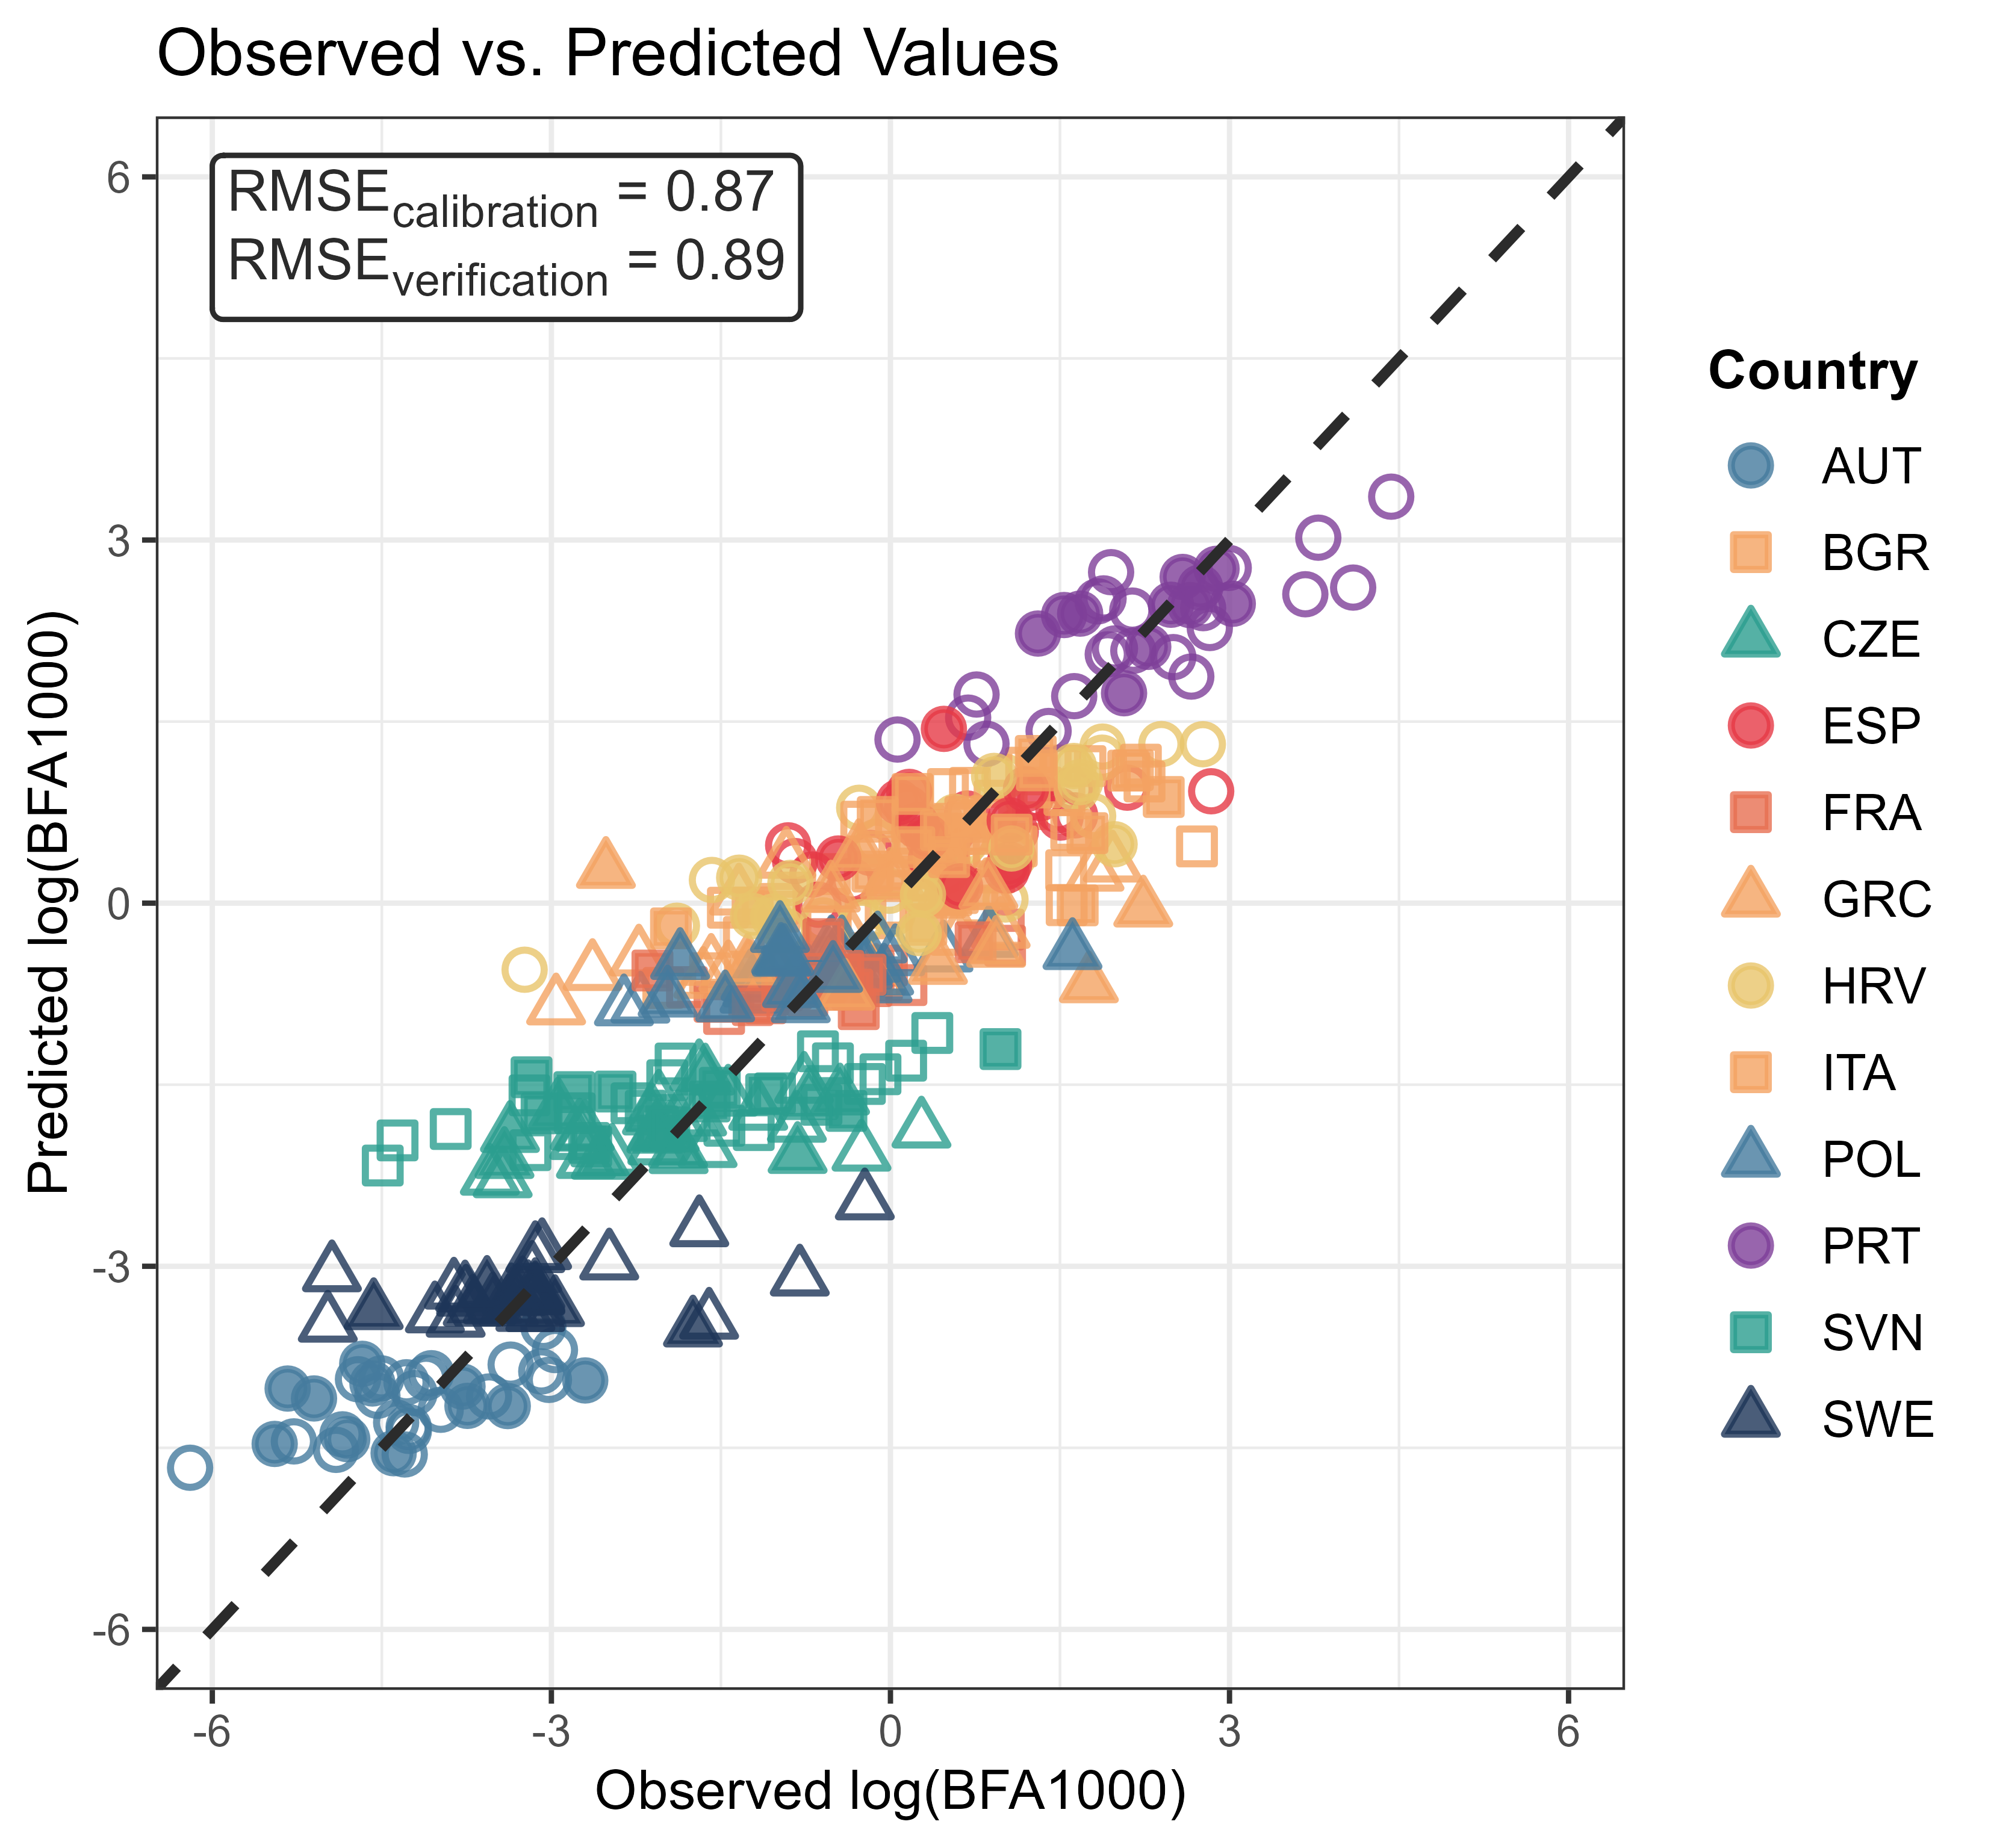 Observed vs. Predicted Values
RMSEcalibration = 0.87
RMSEverification = 0.89
6
3
0
-3
-6
Predicted log(BFA1000)
-6
-3
0
3
6
Observed log(BFA1000)
Country
AUT
BGR
CZE
ESP
FRA
GRC
HRV
ITA
POL
PRT
SVN
SWE